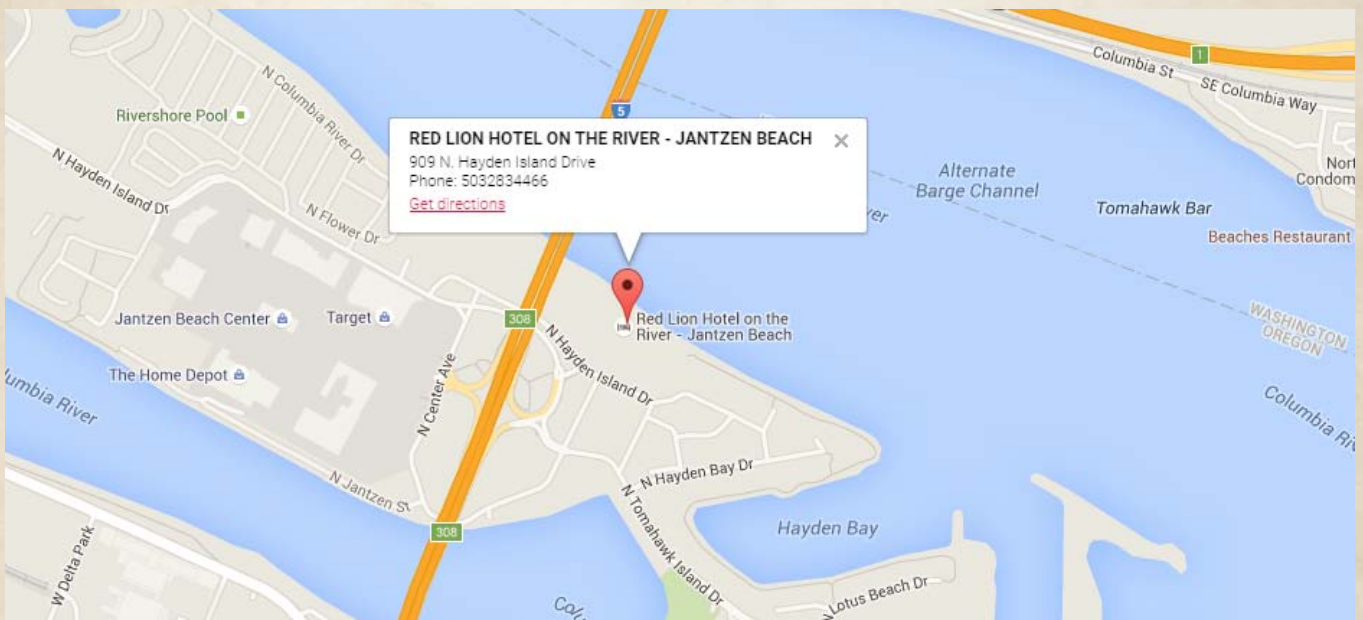 Columbia St
1
SE Columbia Way
N Columbia River Dr
Rivershore Pool
5
RED LION HOTEL ON THE RIVER - JANTZEN BEACH
909 N. Hayden Island Drive
Phone: 5032834466
Get directions
N Hayden Island Dr
Alternate
Barge Channel
Tomahawk Bar
Beaches Restaurant
N Flower Dr
Jantzen Beach Center
Target
308
Red Lion Hotel on the
River - Jantzen Beach
WASHINGTON
OREGON
N Hayden Island Dr
The Home Depot
N Center Ave
umbia River
Columbia Riv
N Jantzen St
N Hayden Bay Dr
308
N Tomahawk Island Dr
Hayden Bay
W Delta Park
N Lotus Beach Dr